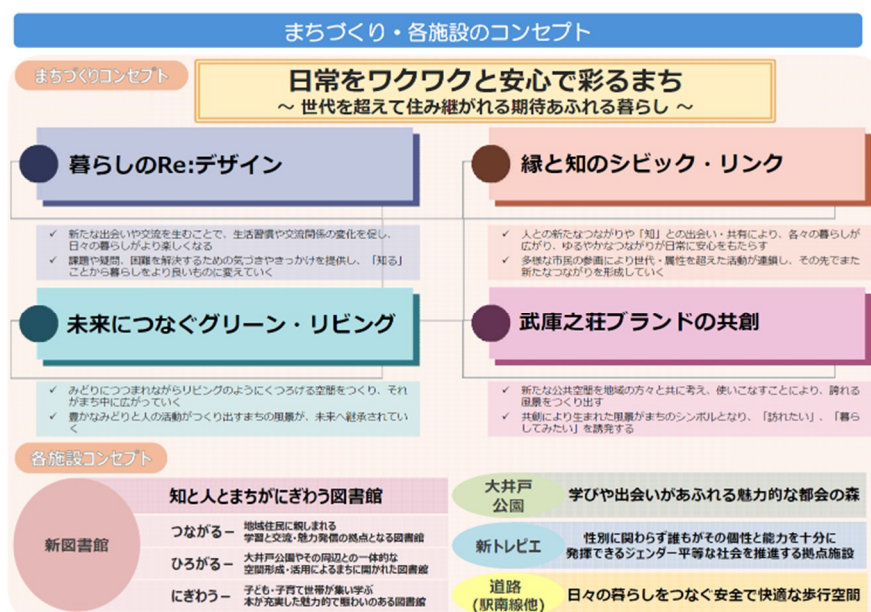 まちづくり・各施設のコンセプト
まちづくりコンセプト
日常をワクワクと安心で彩るまち
～ 世代を超えて住み継がれる期待あふれる暮らし ～
暮らしのRe:デザイン
✓ 新たな出会いや交流を生むことで、生活習慣や交流関係の変化を促し、
日々の暮らしがより楽しくなる
✓ 課題や疑問、困難を解決するための気づきやきっかけを提供し、「知る」
ことから暮らしをより良いものに変えていく
縁と知のシビック・リンク
✓ 人との新たなつながりや「知」との出会い・共有により、各々の暮らしが
広がり、ゆるやかなつながりが日常に安心をもたらす
✓ 多様な市民の参画により世代・属性を超えた活動が連鎖し、その先でまた
新たなつながりを形成していく
未来につなぐグリーン・リビング
✓ みどりにつつまれながらリビングのようにくつろげる空間をつくり、それ
がまち中に広がっていく
✓ 豊かなみどりと人の活動がつくり出すまちの風景が、未来へ継承されてい
く
武庫之荘ブランドの共創
✓ 新たな公共空間を地域の方々と共に考え、使いこなすことにより、誇れる
風景をつくり出す
✓ 共創により生まれた風景がまちのシンボルとなり、「訪れたい」、「暮ら
してみたい」を誘発する
各施設コンセプト
新図書館
知と人とまちがにぎわう図書館
つながるー 地域住民に親しまれる
学習と交流・魅力発信の拠点となる図書館
ひろがるー 大井戸公園やその周辺との一体的な
空間形成・活用によるまちに開かれた図書館
にぎわうー 子ども・子育て世帯が集い学ぶ
本が充実した魅力的で賑わいのある図書館
大井戸
公園
学びや出会いがあふれる魅力的な都会の森
新トレピエ
性別に関わらず誰もがその個性と能力を十分に
発揮できるジェンダー平等な社会を推進する拠点施設
道路
(駅南線他)
日々の暮らしをつなぐ安全で快適な歩行空間